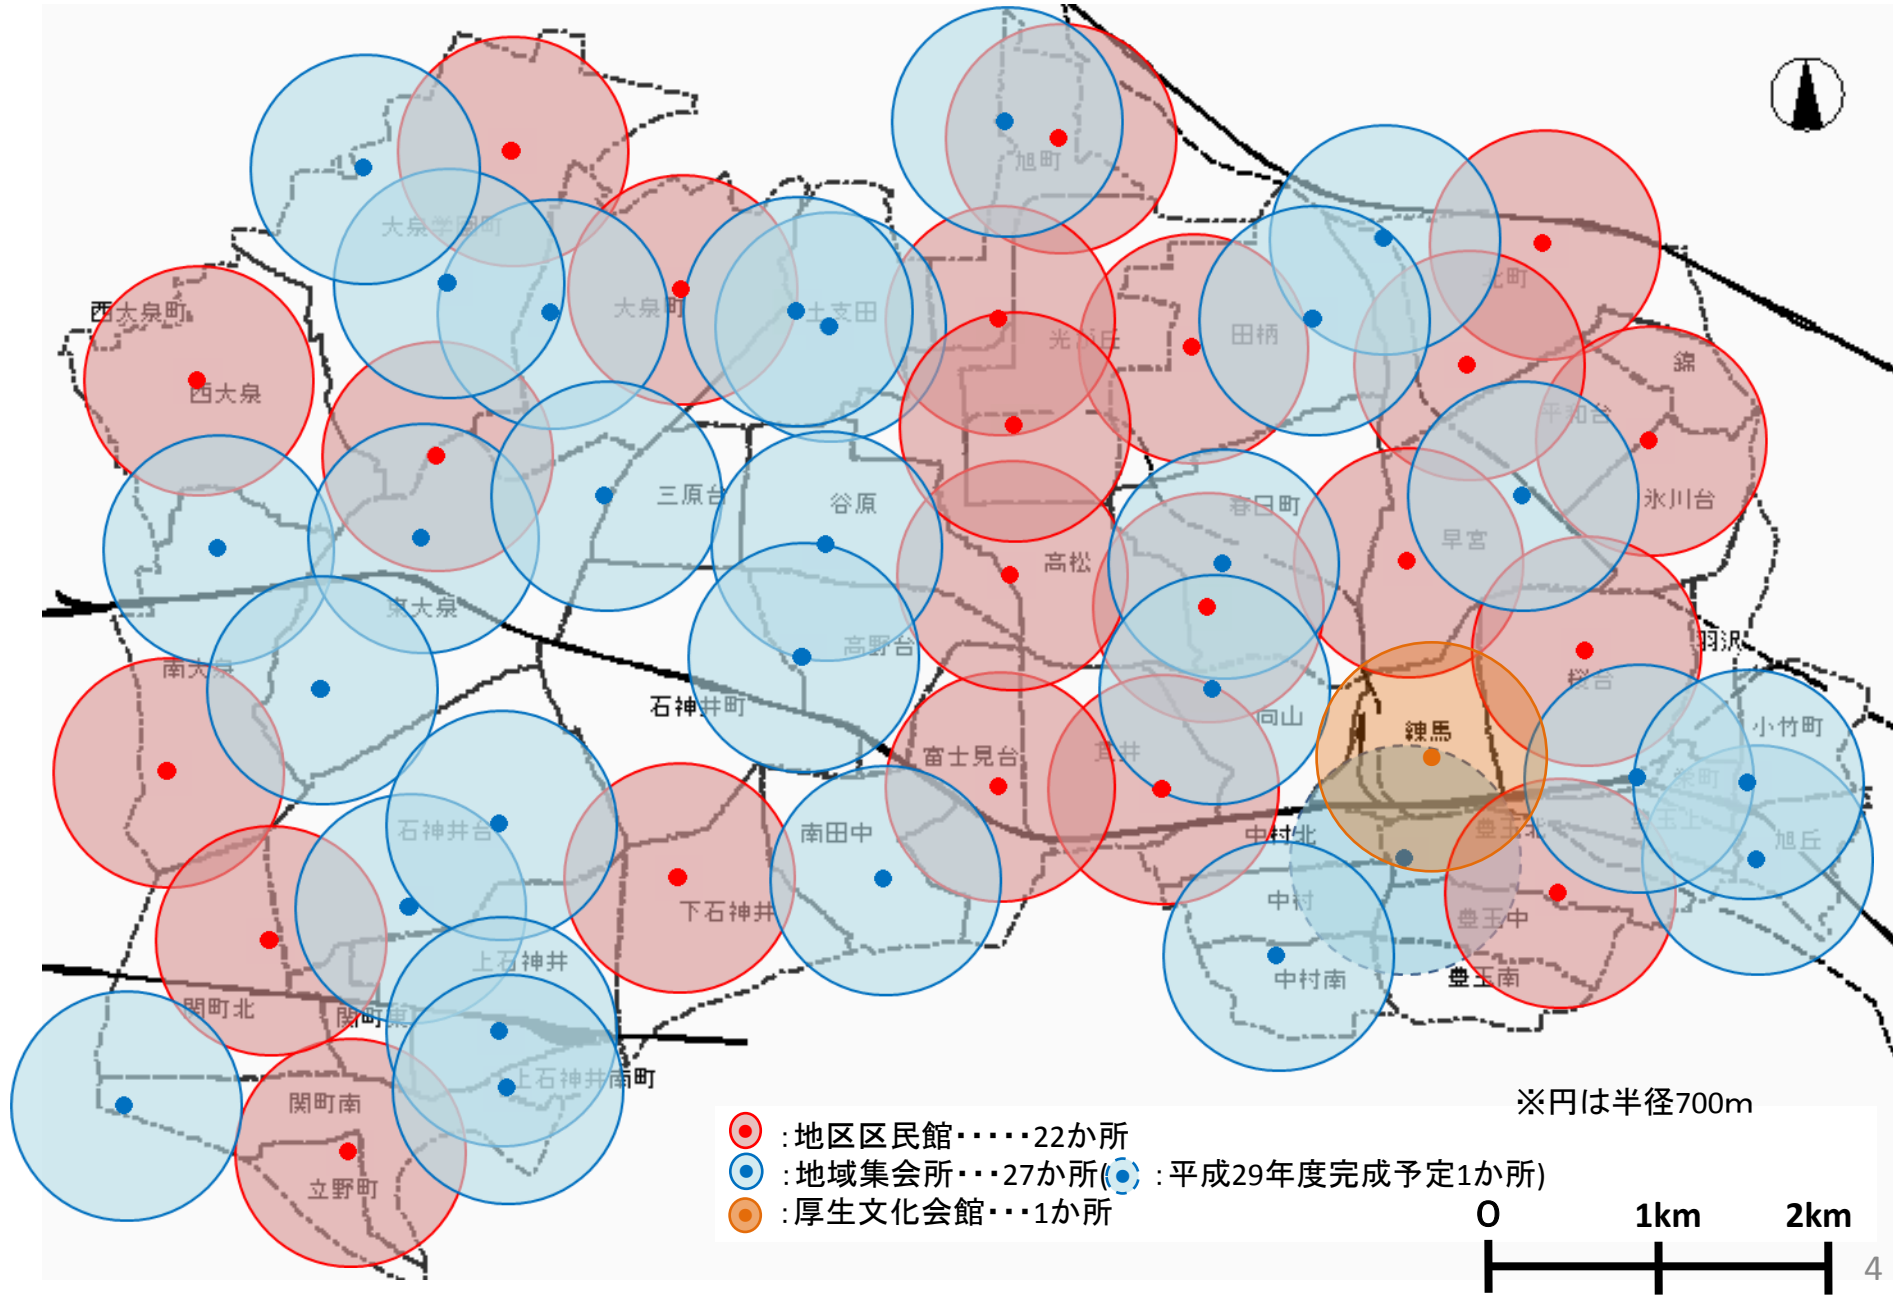 旭町
大泉学園町
北町
西大泉町
大泉町
土支田
光が丘
田柄
錦
西大泉
平和台
三原台
谷原
春日町
氷川台
早宮
高松
東大泉
高野台
羽沢
南大泉
桜台
石神井町
向山
練馬
小竹町
富士見台
貫井
栄町
石神井台
南田中
中村北
豊玉北
豊玉上
旭丘
下石神井
中村
豊玉中
上石神井
中村南
豊玉南
関町北
関町東
上石神井南町
関町南
立野町
※円は半径700m
：地区区民館・・・・・22か所
：地域集会所・・・27か所( ：平成29年度完成予定1か所)
：厚生文化会館・・・1か所
0 1km 2km
4